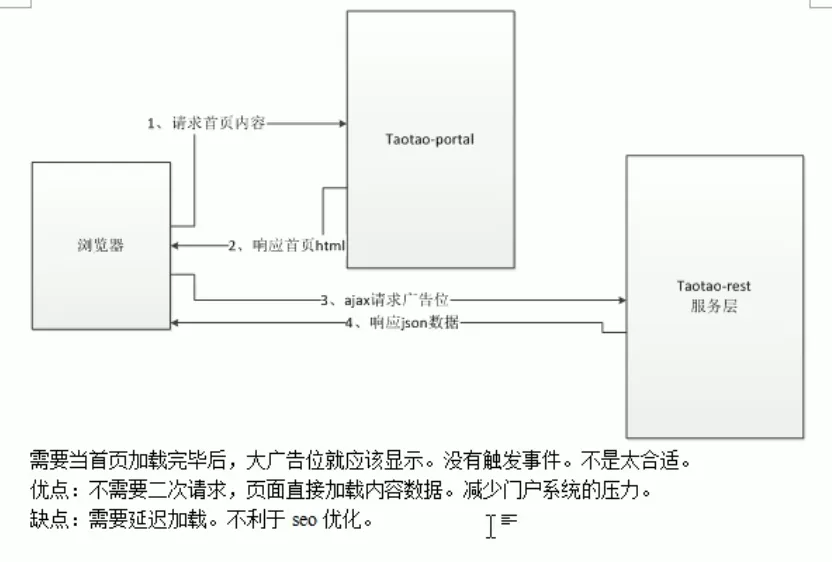 Taotao-portal
1、请求首页内容
浏览器
2、响应首页html
Taotao-rest
服务层
3、ajax请求广告位
4、响应json数据
需要当首页加载完毕后，大广告位就应该显示。没有触发事件。不是太合适。
优点：不需要二次请求，页面直接加载内容数据。减少门户系统的压力。
缺点：需要延迟加载。不利于 seo 优化。